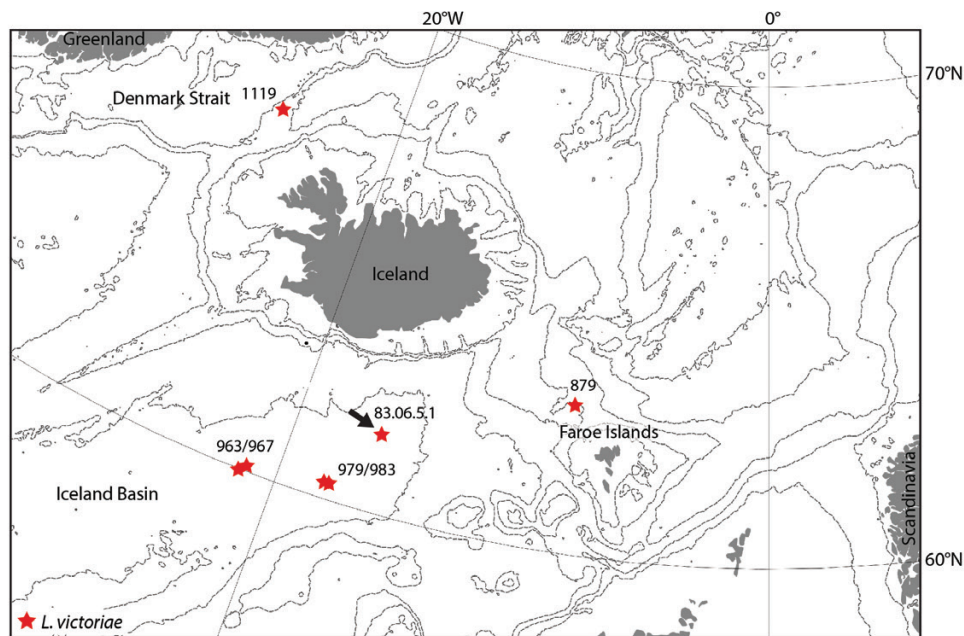 20°W
0°
Greenland
70°N
Denmark Strait
1119
Iceland
879
83.06.5.1
Faroe Islands
963/967
979/983
Iceland Basin
Scandinavia
60°N
L. victoriae